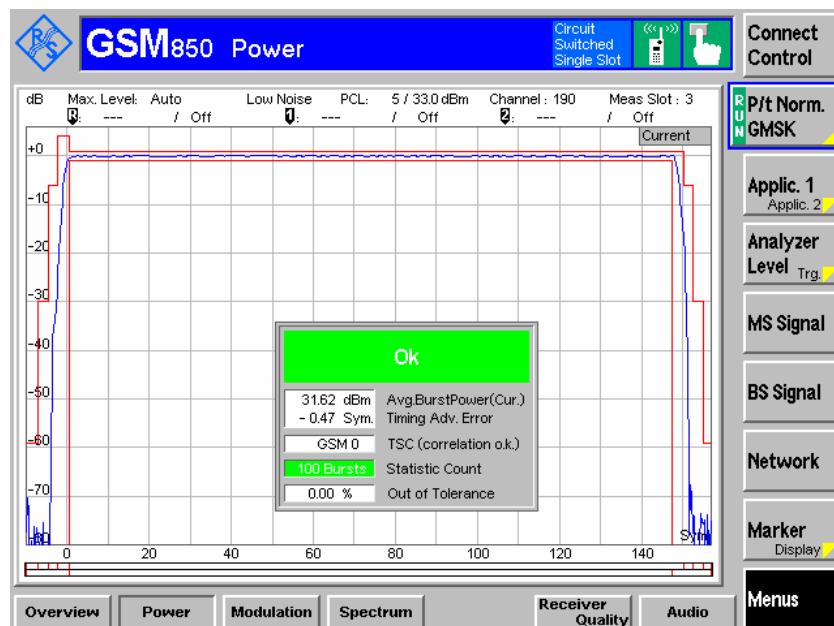 R S
GSM850 Power
Circuit
Switched
Single Slot
Connect
Control
dB Max. Level: Auto Low Noise PCL: 5 / 33.0 dBm Channel : 190 Meas Slot : 3
R: --- / Off 1: --- / Off 2: --- / Off
Current
RUN
P/t Norm.
GMSK
Applic. 1
Applic. 2
Analyzer
Level Trg.
MS Signal
BS Signal
Network
Marker
Display
Menus
+0
-10
-20
-30
-40
-50
-60
-70
-80
Ok
31.62 dBm Avg.BurstPower(Cur.)
- 0.47 Sym. Timing Adv. Error
GSM 0 TSC (correlation o.k.)
100 Bursts Statistic Count
0.00 % Out of Tolerance
Sym
0 20 40 60 80 100 120 140
Overview Power Modulation Spectrum Receiver Quality Audio